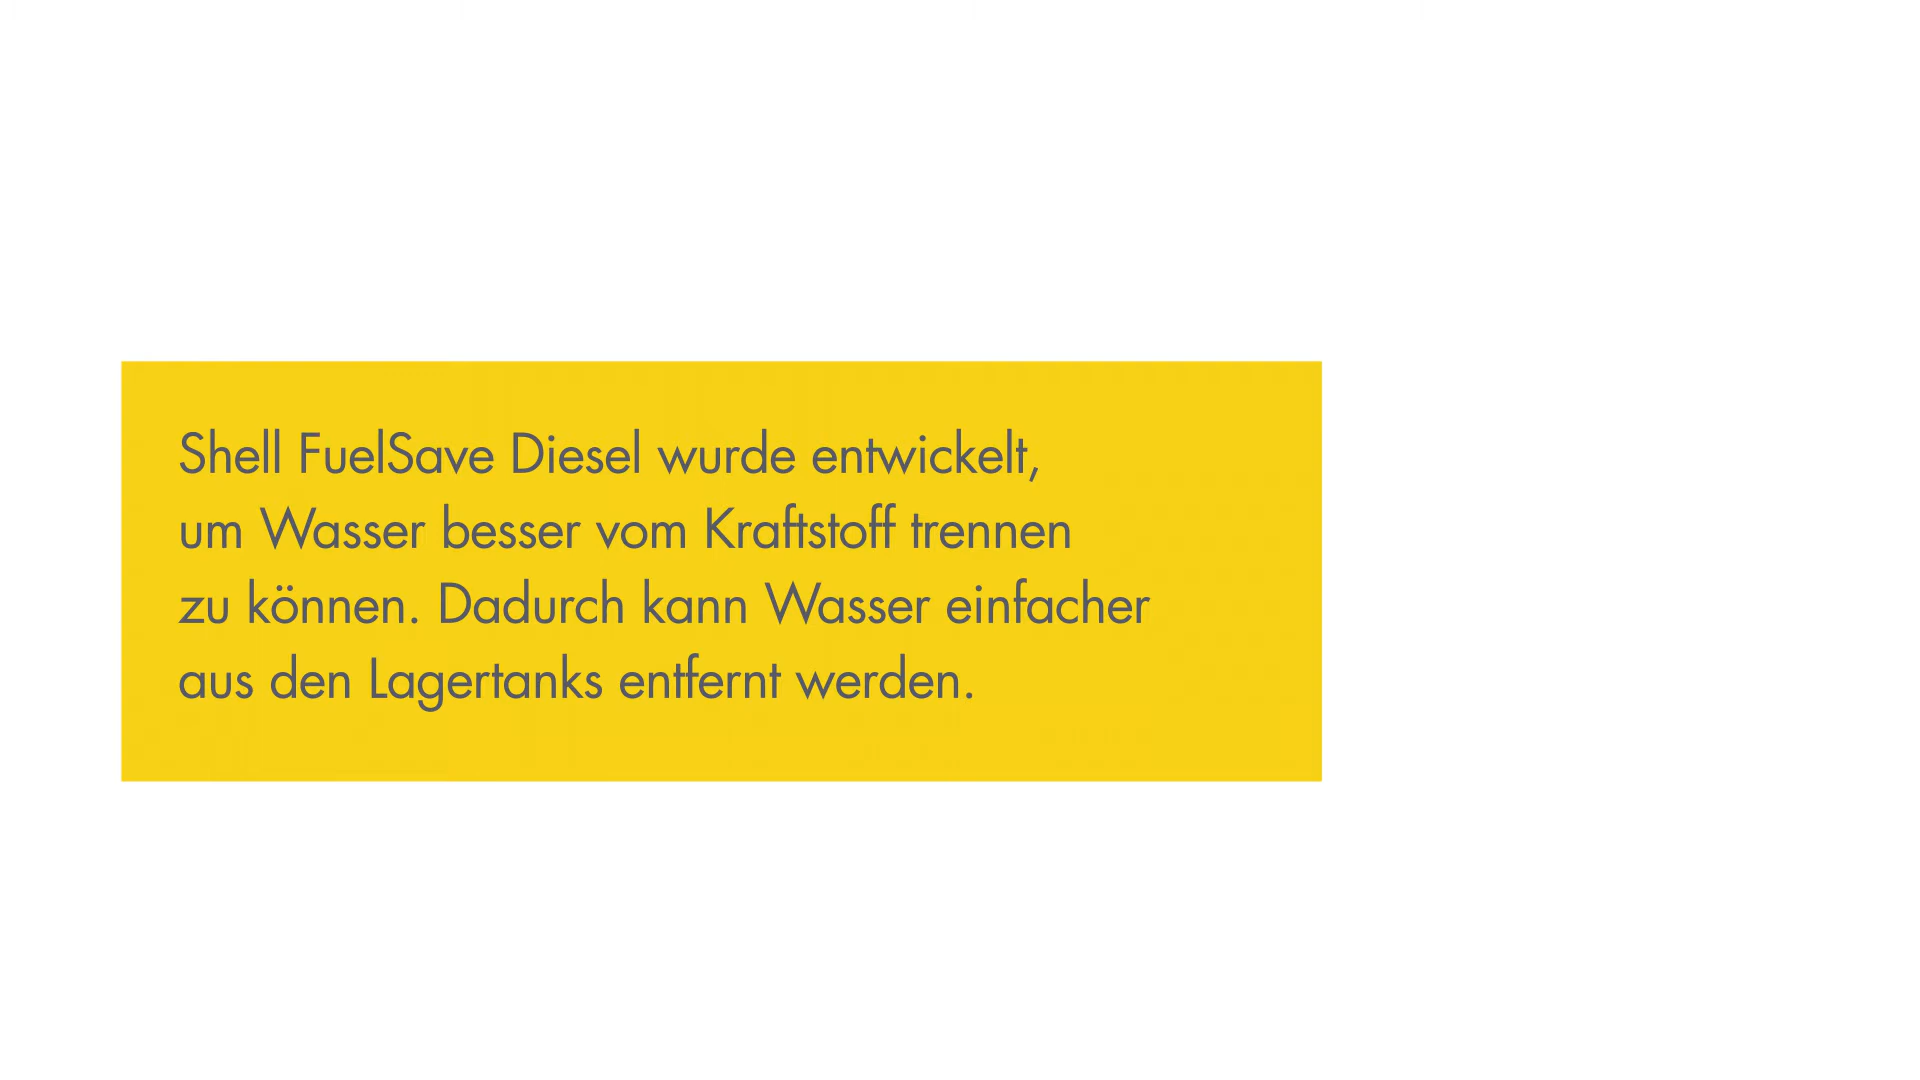 Shell FuelSave Diesel wurde entwickelt,
um Wasser besser vom Kraftstoff trennen
zu können. Dadurch kann Wasser einfacher
aus den Lagertanks entfernt werden.